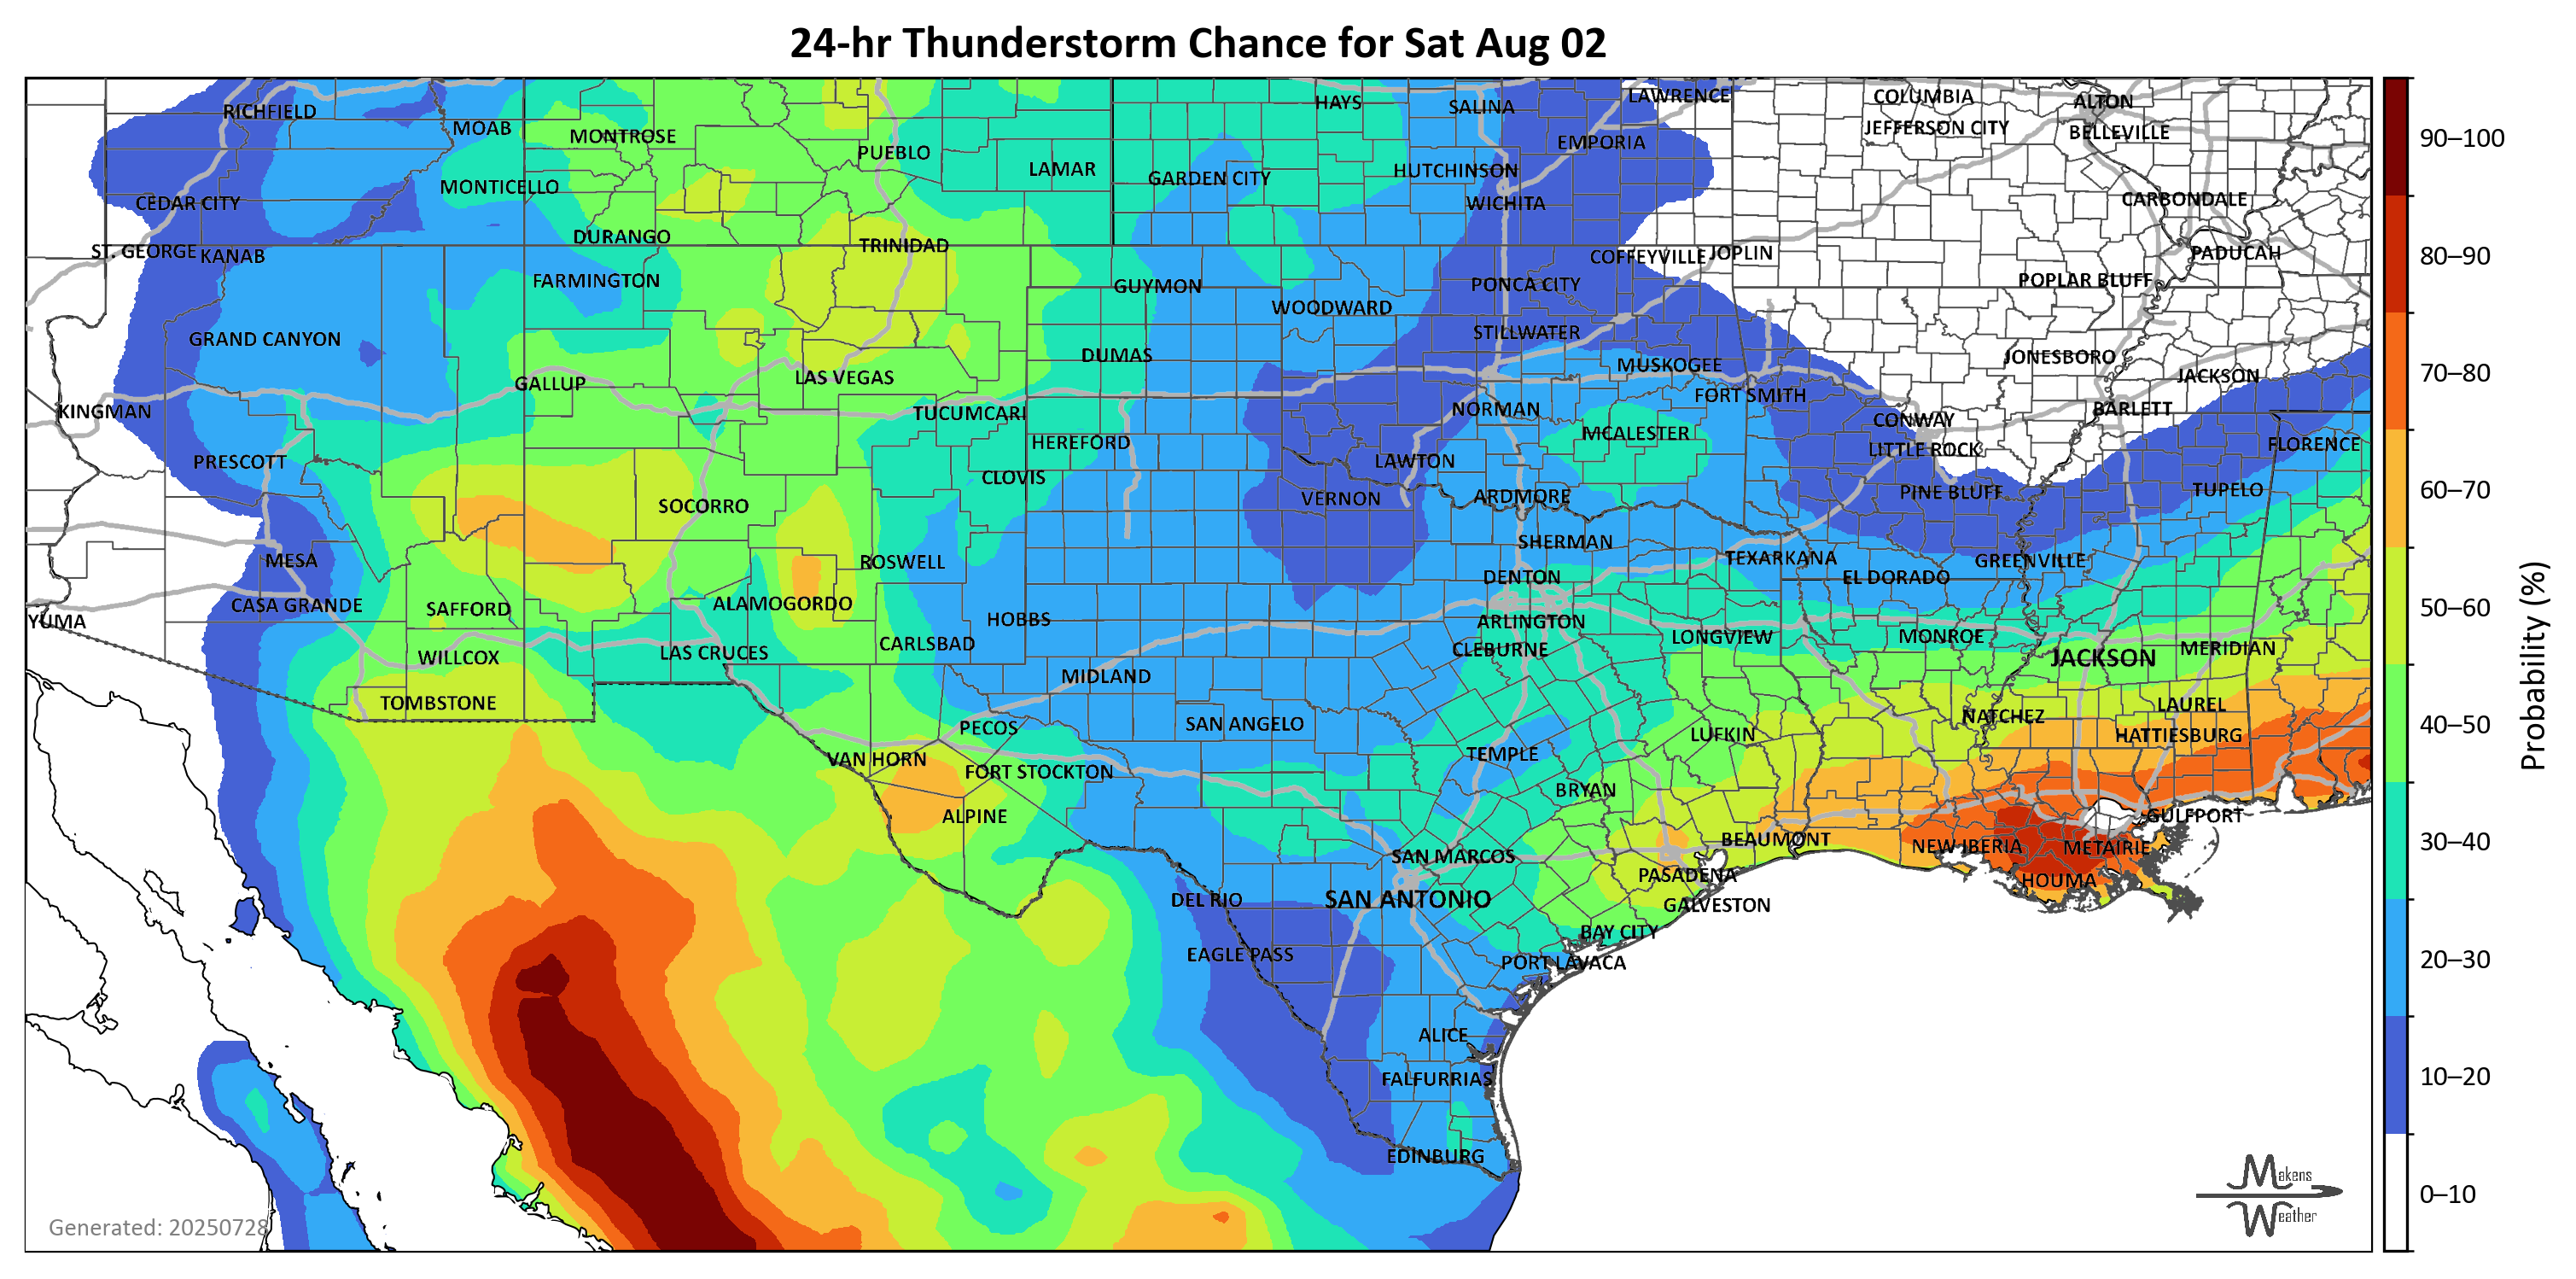 24-hr Thunderstorm Chance for Sat Aug 02
RICHFIELD
MOAB
MONTROSE
PUEBLO
LAMAR
HAYS
SALINA
LAWRENCE
COLUMBIA
ALTON
EMPORIA
JEFFERSON CITY
BELLEVILLE
MONTICELLO
GARDEN CITY
HUTCHINSON
CEDAR CITY
WICHITA
CARBONDALE
ST. GEORGE
KANAB
DURANGO
TRINIDAD
COFFEYVILLE
JOPLIN
PADUCAH
FARMINGTON
GUYMON
PONCA CITY
POPLAR BLUFF
WOODWARD
GRAND CANYON
STILLWATER
DUMAS
MUSKOGEE
JONESBORO
GALLUP
LAS VEGAS
FORT SMITH
JACKSON
KINGMAN
TUCUMCARI
NORMAN
CONWAY
BARLETT
HEREFORD
MCALESTER
LITTLE ROCK
FLORENCE
PRESCOTT
CLOVIS
LAWTON
SOCORRO
VERNON
ARDMORE
PINE BLUFF
TUPELO
MESA
ROSWELL
SHERMAN
TEXARKANA
GREENVILLE
CASA GRANDE
SAFFORD
ALAMOGORDO
DENTON
EL DORADO
YUMA
HOBBS
ARLINGTON
WILLCOX
LAS CRUCES
CARLSBAD
CLEBURNE
LONGVIEW
MONROE
JACKSON
MERIDIAN
TOMBSTONE
MIDLAND
NATCHEZ
LAUREL
PECOS
SAN ANGELO
LUFKIN
HATTIESBURG
VAN HORN
FORT STOCKTON
TEMPLE
ALPINE
BRYAN
GULFPORT
SAN MARCOS
BEAUMONT
NEW IBERIA
METAIRIE
DEL RIO
SAN ANTONIO
PASADENA
HOUMA
GALVESTON
EAGLE PASS
BAY CITY
PORT LAVACA
ALICE
FALFURRIAS
EDINBURG
Generated: 20250728
Makens
Weather
90–100
80–90
70–80
60–70
50–60
40–50
30–40
20–30
10–20
0–10
Probability (%)